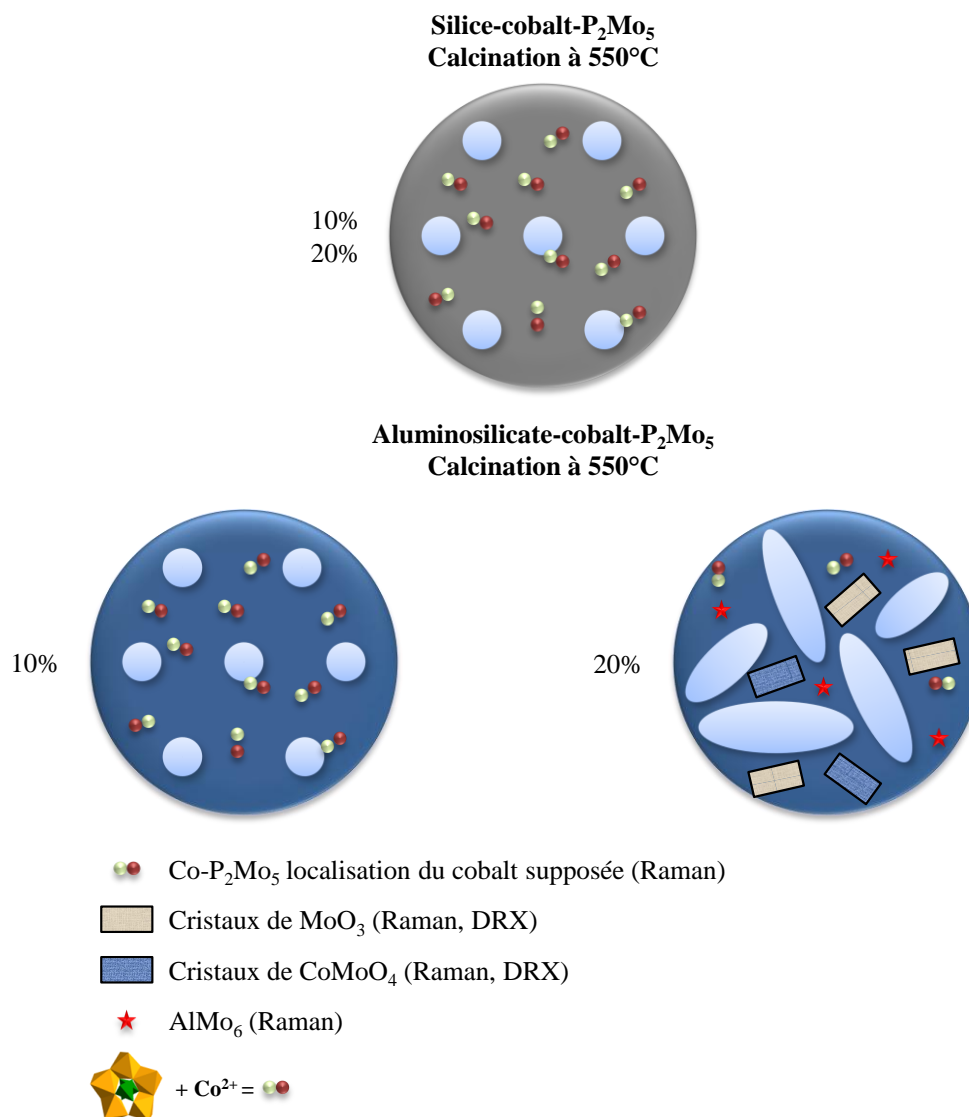 Silice-cobalt-P₂Mo₅
Calcination à 550°C
10%
20%
Aluminosilicate-cobalt-P₂Mo₅
Calcination à 550°C
10%
20%
Co-P₂Mo₅ localisation du cobalt supposée (Raman)
Cristaux de MoO₃ (Raman, DRX)
Cristaux de CoMoO₄ (Raman, DRX)
AlMo₆ (Raman)
+ Co²⁺ =